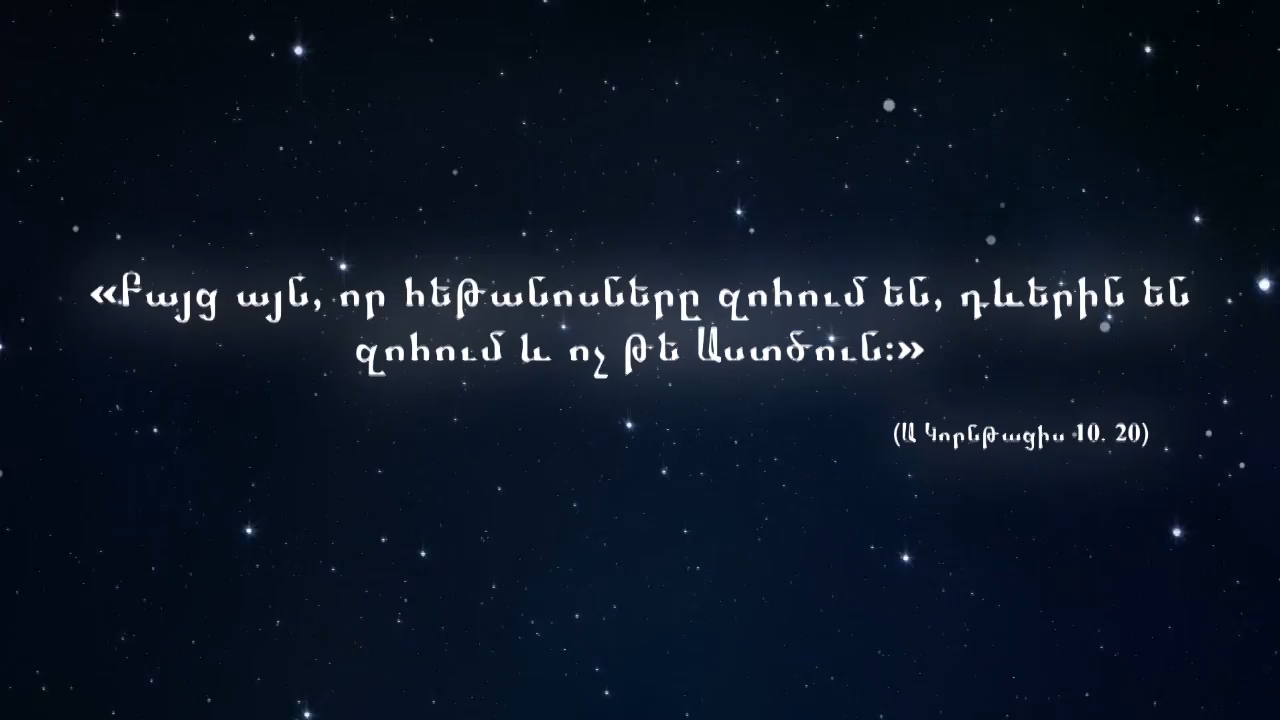 «Բայց այն, որ հեթանոսները զոհում են, դևերին են
զոհում և ոչ թե Աստծուն:»
(Ա Կորնթացիս 10. 20)